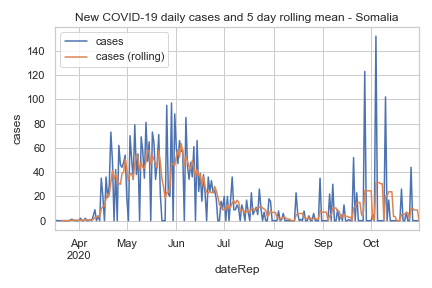 New COVID-19 daily cases and 5 day rolling mean - Somalia
cases
cases (rolling)
140
120
100
80
60
40
20
0
cases
Apr
2020
May
Jun
Jul
Aug
Sep
Oct
dateRep